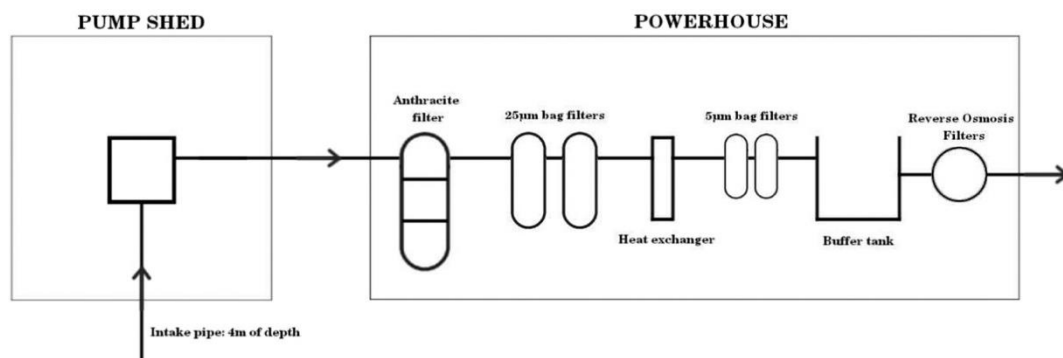 PUMP SHED
POWERHOUSE
Anthracite
filter
25µm bag filters
5µm bag filters
Reverse Osmosis
Filters
Heat exchanger
Buffer tank
Intake pipe: 4m of depth